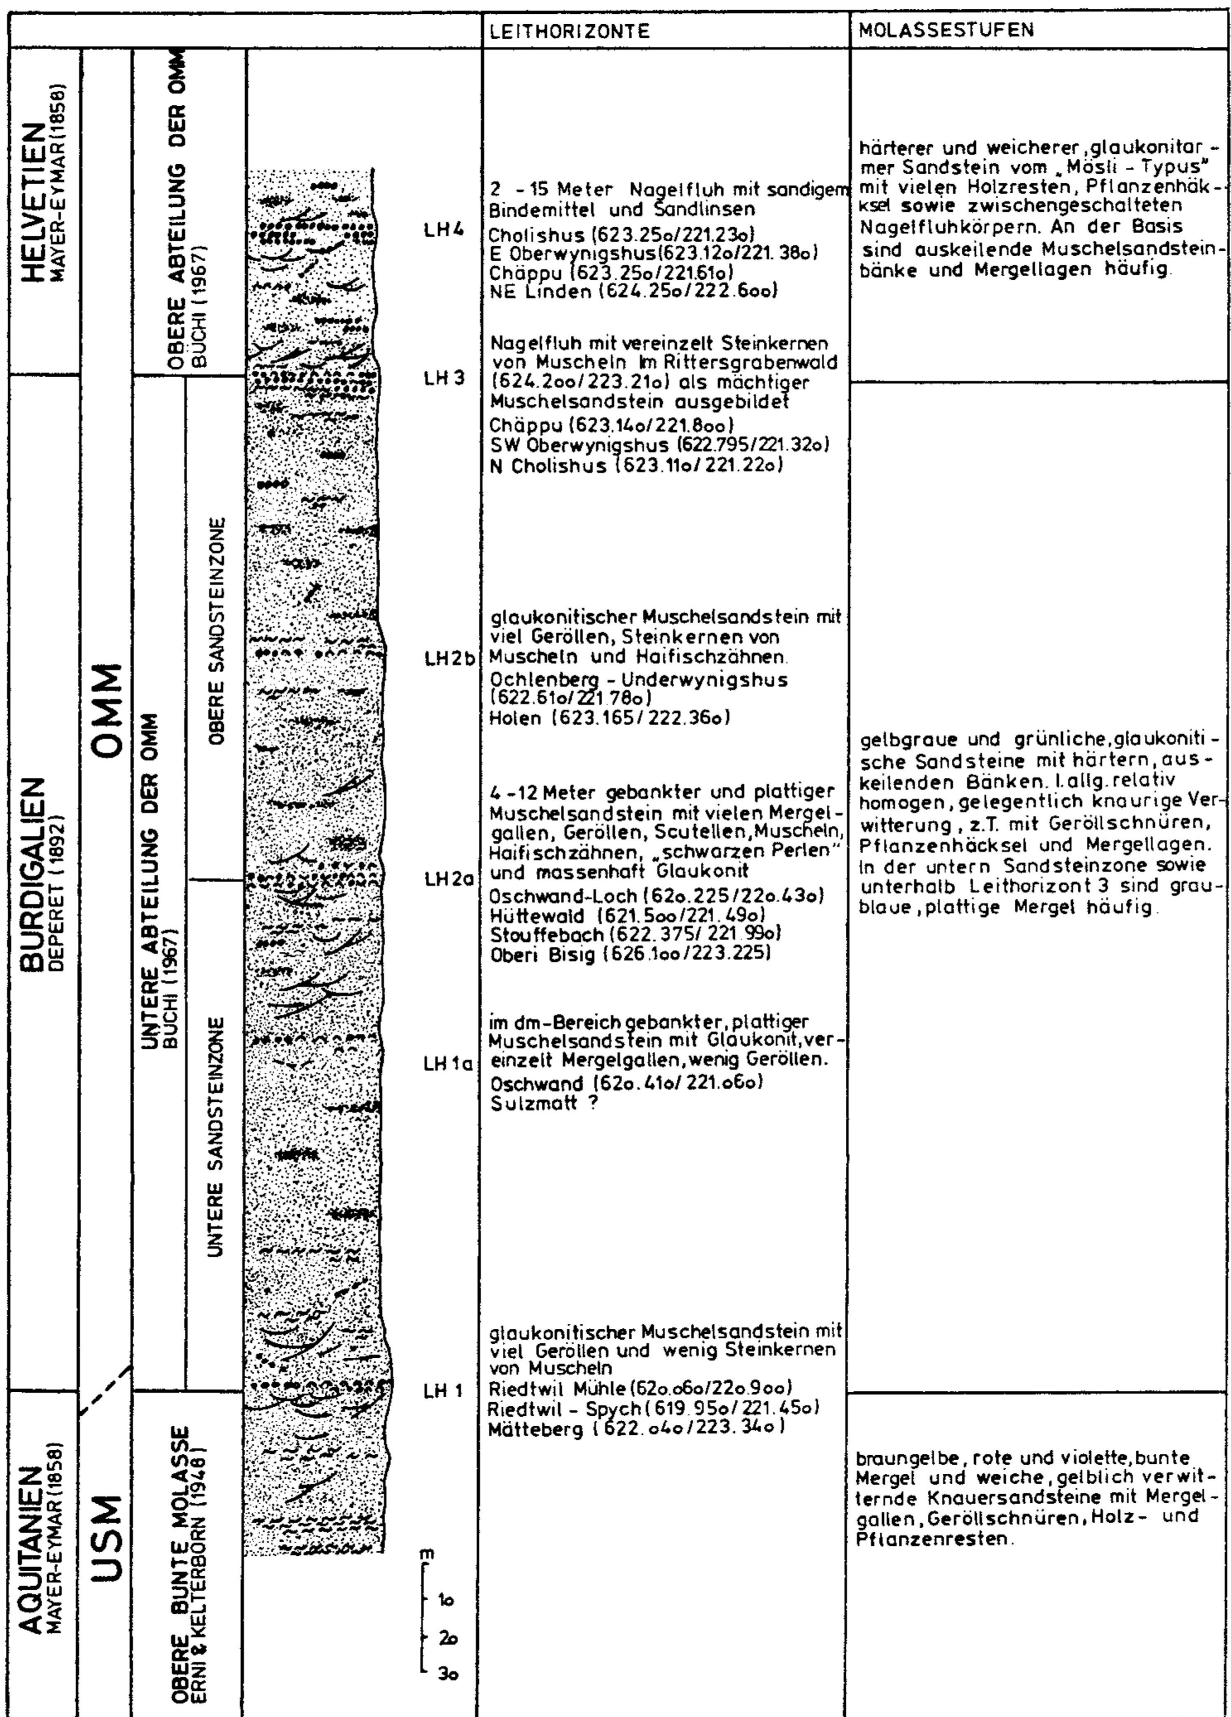 LEITHORIZONTE
MOLASSESTUFEN
HELVETIEN
MAYER-EYMAR (1858)
BURDIGALIEN
DEPERET (1892)
AQUITANIEN
MAYER-EYMAR (1858)
OMM
USM
OBERE ABTEILUNG DER OMM
BÜCHI (1967)
UNTERE ABTEILUNG DER OMM
BÜCHI (1967)
OBERE BUNTE MOLASSE
ERNI & KELTERBORN (1948)
OBERE SANDSTEINZONE
UNTERE SANDSTEINZONE
LH4
2 - 15 Meter Nagelfluh mit sandigem
Bindemittel und Sandlinsen
Cholishus (623.25o/221.23o)
E Oberwynigshus(623.12o/221.38o)
Chäppu (623.25o/221.61o)
NE Linden (624.25o/222.6oo)
LH 3
Nagelfluh mit vereinzelt Steinkernen
von Muscheln Im Rittersgrabenwald
(624.2oo/223.21o) als mächtiger
Muschelsandstein ausgebildet
Chäppu (623.14o/221.8oo)
SW Oberwynigshus (622.795/221.32o)
N Cholishus (623.11o/221.22o)
LH2b
glaukonitischer Muschelsandstein mit
viel Geröllen, Steinkernen von
Muscheln und Haifischzähnen.
Ochlenberg - Underwynigshus
(622.61o/221.78o)
Holen (623.165/222.36o)
LH2a
4 -12 Meter gebankter und plattiger
Muschelsandstein mit vielen Mergel-
gallen, Geröllen, Scutellen, Muscheln,
Haifischzähnen, „schwarzen Perlen"
und massenhaft Glaukonit
Oschwand-Loch (62o.225/22o.43o)
Hüttewald (621.5oo/221.49o)
Stouffebach (622.375/221.99o)
Oberi Bisig (626.1oo/223.225)
LH 1a
im dm-Bereich gebankter, plattiger
Muschelsandstein mit Glaukonit, ver-
einzelt Mergelgallen, wenig Geröllen.
Oschwand (62o.41o/221.o6o)
Sulzmatt ?
LH 1
glaukonitischer Muschelsandstein mit
viel Geröllen und wenig Steinkernen
von Muscheln
Riedtwil Mühle (62o.o6o/22o.9oo)
Riedtwil - Spych (619.95o/221.45o)
Mätteberg (622.o4o/223.34o)
m
1o
2o
3o
härterer und weicherer, glaukonitar -
mer Sandstein vom „Mösli - Typus"
mit vielen Holzresten, Pflanzenhäk-
ksel sowie zwischengeschalteten
Nagelfluhkörpern. An der Basis
sind auskeilende Muschelsandstein-
bänke und Mergellagen häufig.
gelbgraue und grünliche, glaukoniti -
sche Sandsteine mit härtern, aus -
keilenden Bänken. I.allg. relativ
homogen, gelegentlich knaurige Ver-
witterung, z.T. mit Geröllschnüren,
Pflanzenhäcksel und Mergellagen.
In der untern Sandsteinzone sowie
unterhalb Leithorizont 3 sind grau-
blaue, plattige Mergel häufig.
braungelbe, rote und violette, bunte
Mergel und weiche, gelblich verwit-
ternde Knauersandsteine mit Mergel-
gallen, Geröllschnüren, Holz- und
Pflanzenresten.